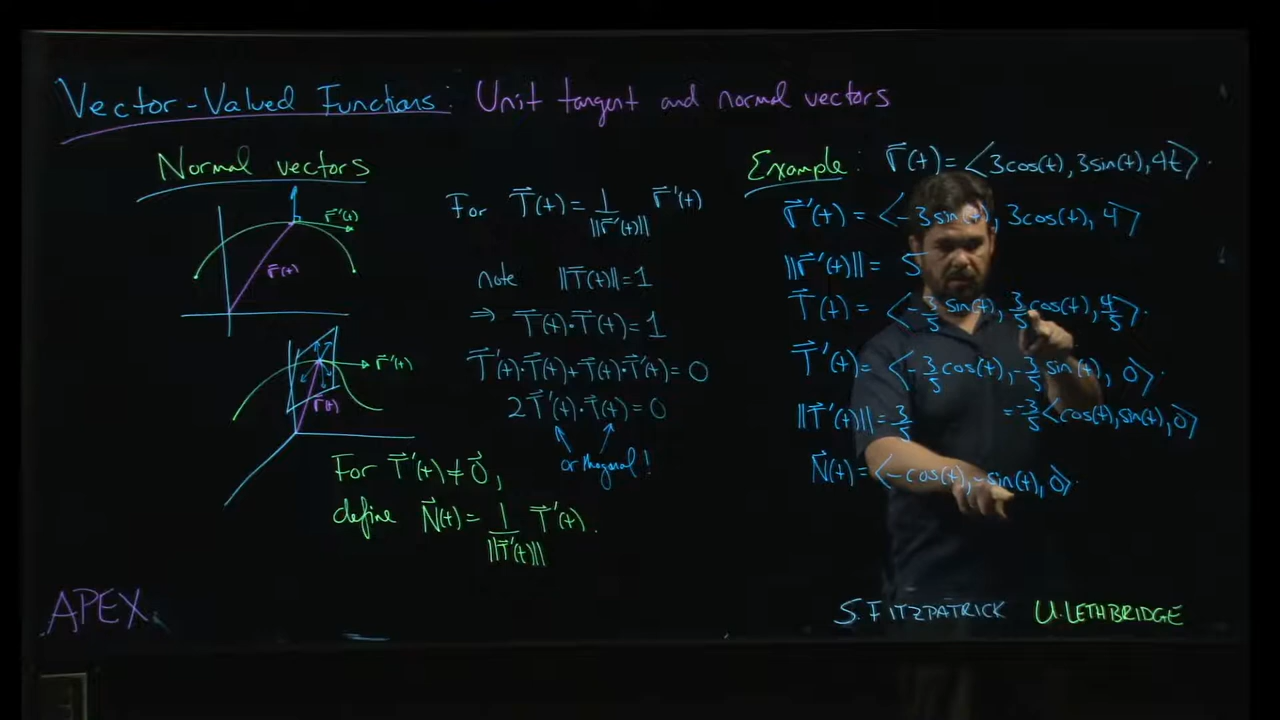 Vector-Valued Functions: Unit tangent and normal vectors
Normal vectors
r⃗'(t)
r⃗(t)
r⃗'(t)
r⃗(t)
For T⃗(t) = 1/||r⃗'(t)|| r⃗'(t)
note ||T⃗(t)|| = 1
⇒ T⃗(t)·T⃗(t) = 1
T⃗'(t)·T⃗(t) + T⃗(t)·T⃗'(t) = 0
2T⃗'(t)·T⃗(t) = 0
orthogonal!
For T⃗'(t) ≠ 0⃗,
define N⃗(t) = 1/||T⃗'(t)|| T⃗'(t).
Example: r⃗(t) = ⟨3cos(t), 3sin(t), 4t⟩.
r⃗'(t) = ⟨-3sin(t), 3cos(t), 4⟩
||r⃗'(t)|| = 5
T⃗(t) = ⟨-3/5 sin(t), 3/5 cos(t), 4/5⟩.
T⃗'(t) = ⟨-3/5 cos(t), -3/5 sin(t), 0⟩.
||T⃗'(t)|| = 3/5 = -3/5 ⟨cos(t), sin(t), 0⟩
N⃗(t) = ⟨-cos(t), -sin(t), 0⟩.
APEX
S. FITZPATRICK U. LETHBRIDGE